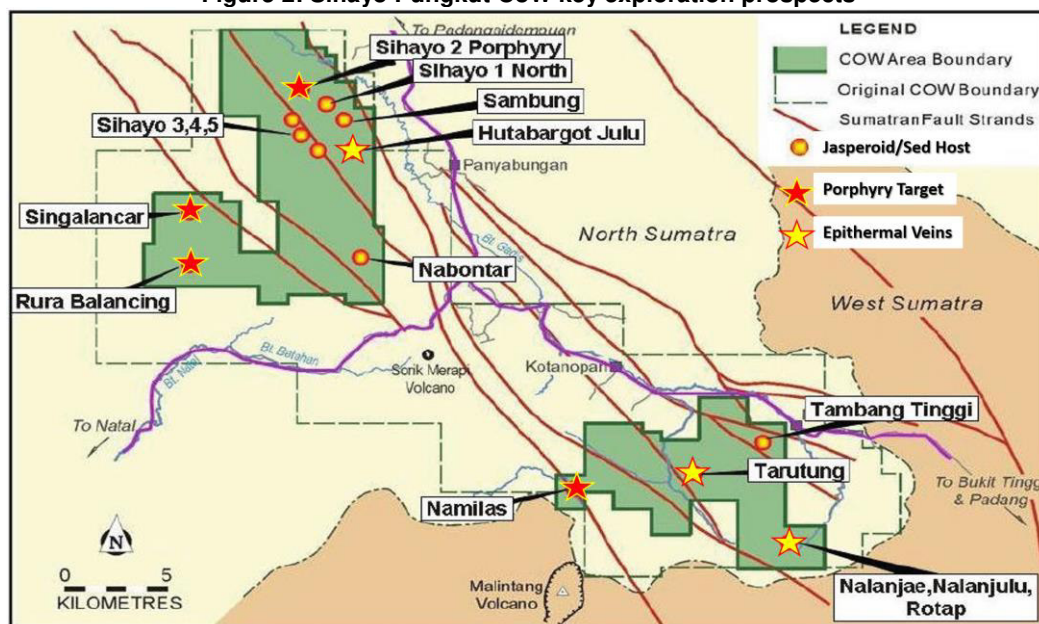 Figure 2: Sihayo Pungkut COW key exploration prospects
To Padangsidempuan
Sihayo 2 Porphyry
Sihayo 1 North
Sambung
Sihayo 3,4,5
Hutabargot Julu
Panyabungan
Singalancar
Bt. Gadis
North Sumatra
Nabontar
Rura Balancing
West Sumatra
Bt. Batahan
Bt. Natal
Sorik Merapi
Volcano
Kotanopan
To Natal
Tambang Tinggi
Tarutung
To Bukit Tinggi
& Padang
Namilas
N
0 5
KILOMETRES
Malintang
Volcano
Nalanjae,Nalanjulu,
Rotap
LEGEND
COW Area Boundary
Original COW Boundary
Sumatran Fault Strands
Jasperoid/Sed Host
Porphyry Target
Epithermal Veins